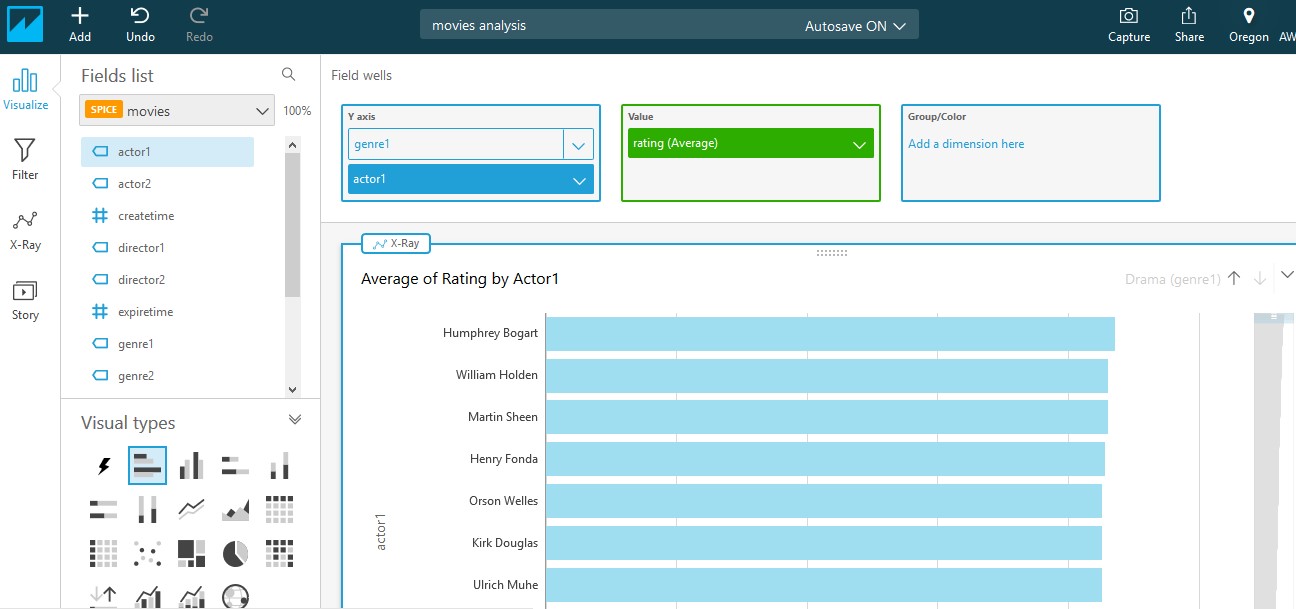 Add
Undo
Redo
movies analysis
Autosave ON
Capture
Share
Oregon
AW
Visualize
Filter
X-Ray
Story
Fields list
SPICE movies
100%
actor1
actor2
createtime
director1
director2
expiretime
genre1
genre2
Visual types
Field wells
Y axis
genre1
actor1
Value
rating (Average)
Group/Color
Add a dimension here
X-Ray
Average of Rating by Actor1
Drama (genre1)
actor1
Humphrey Bogart
William Holden
Martin Sheen
Henry Fonda
Orson Welles
Kirk Douglas
Ulrich Muhe